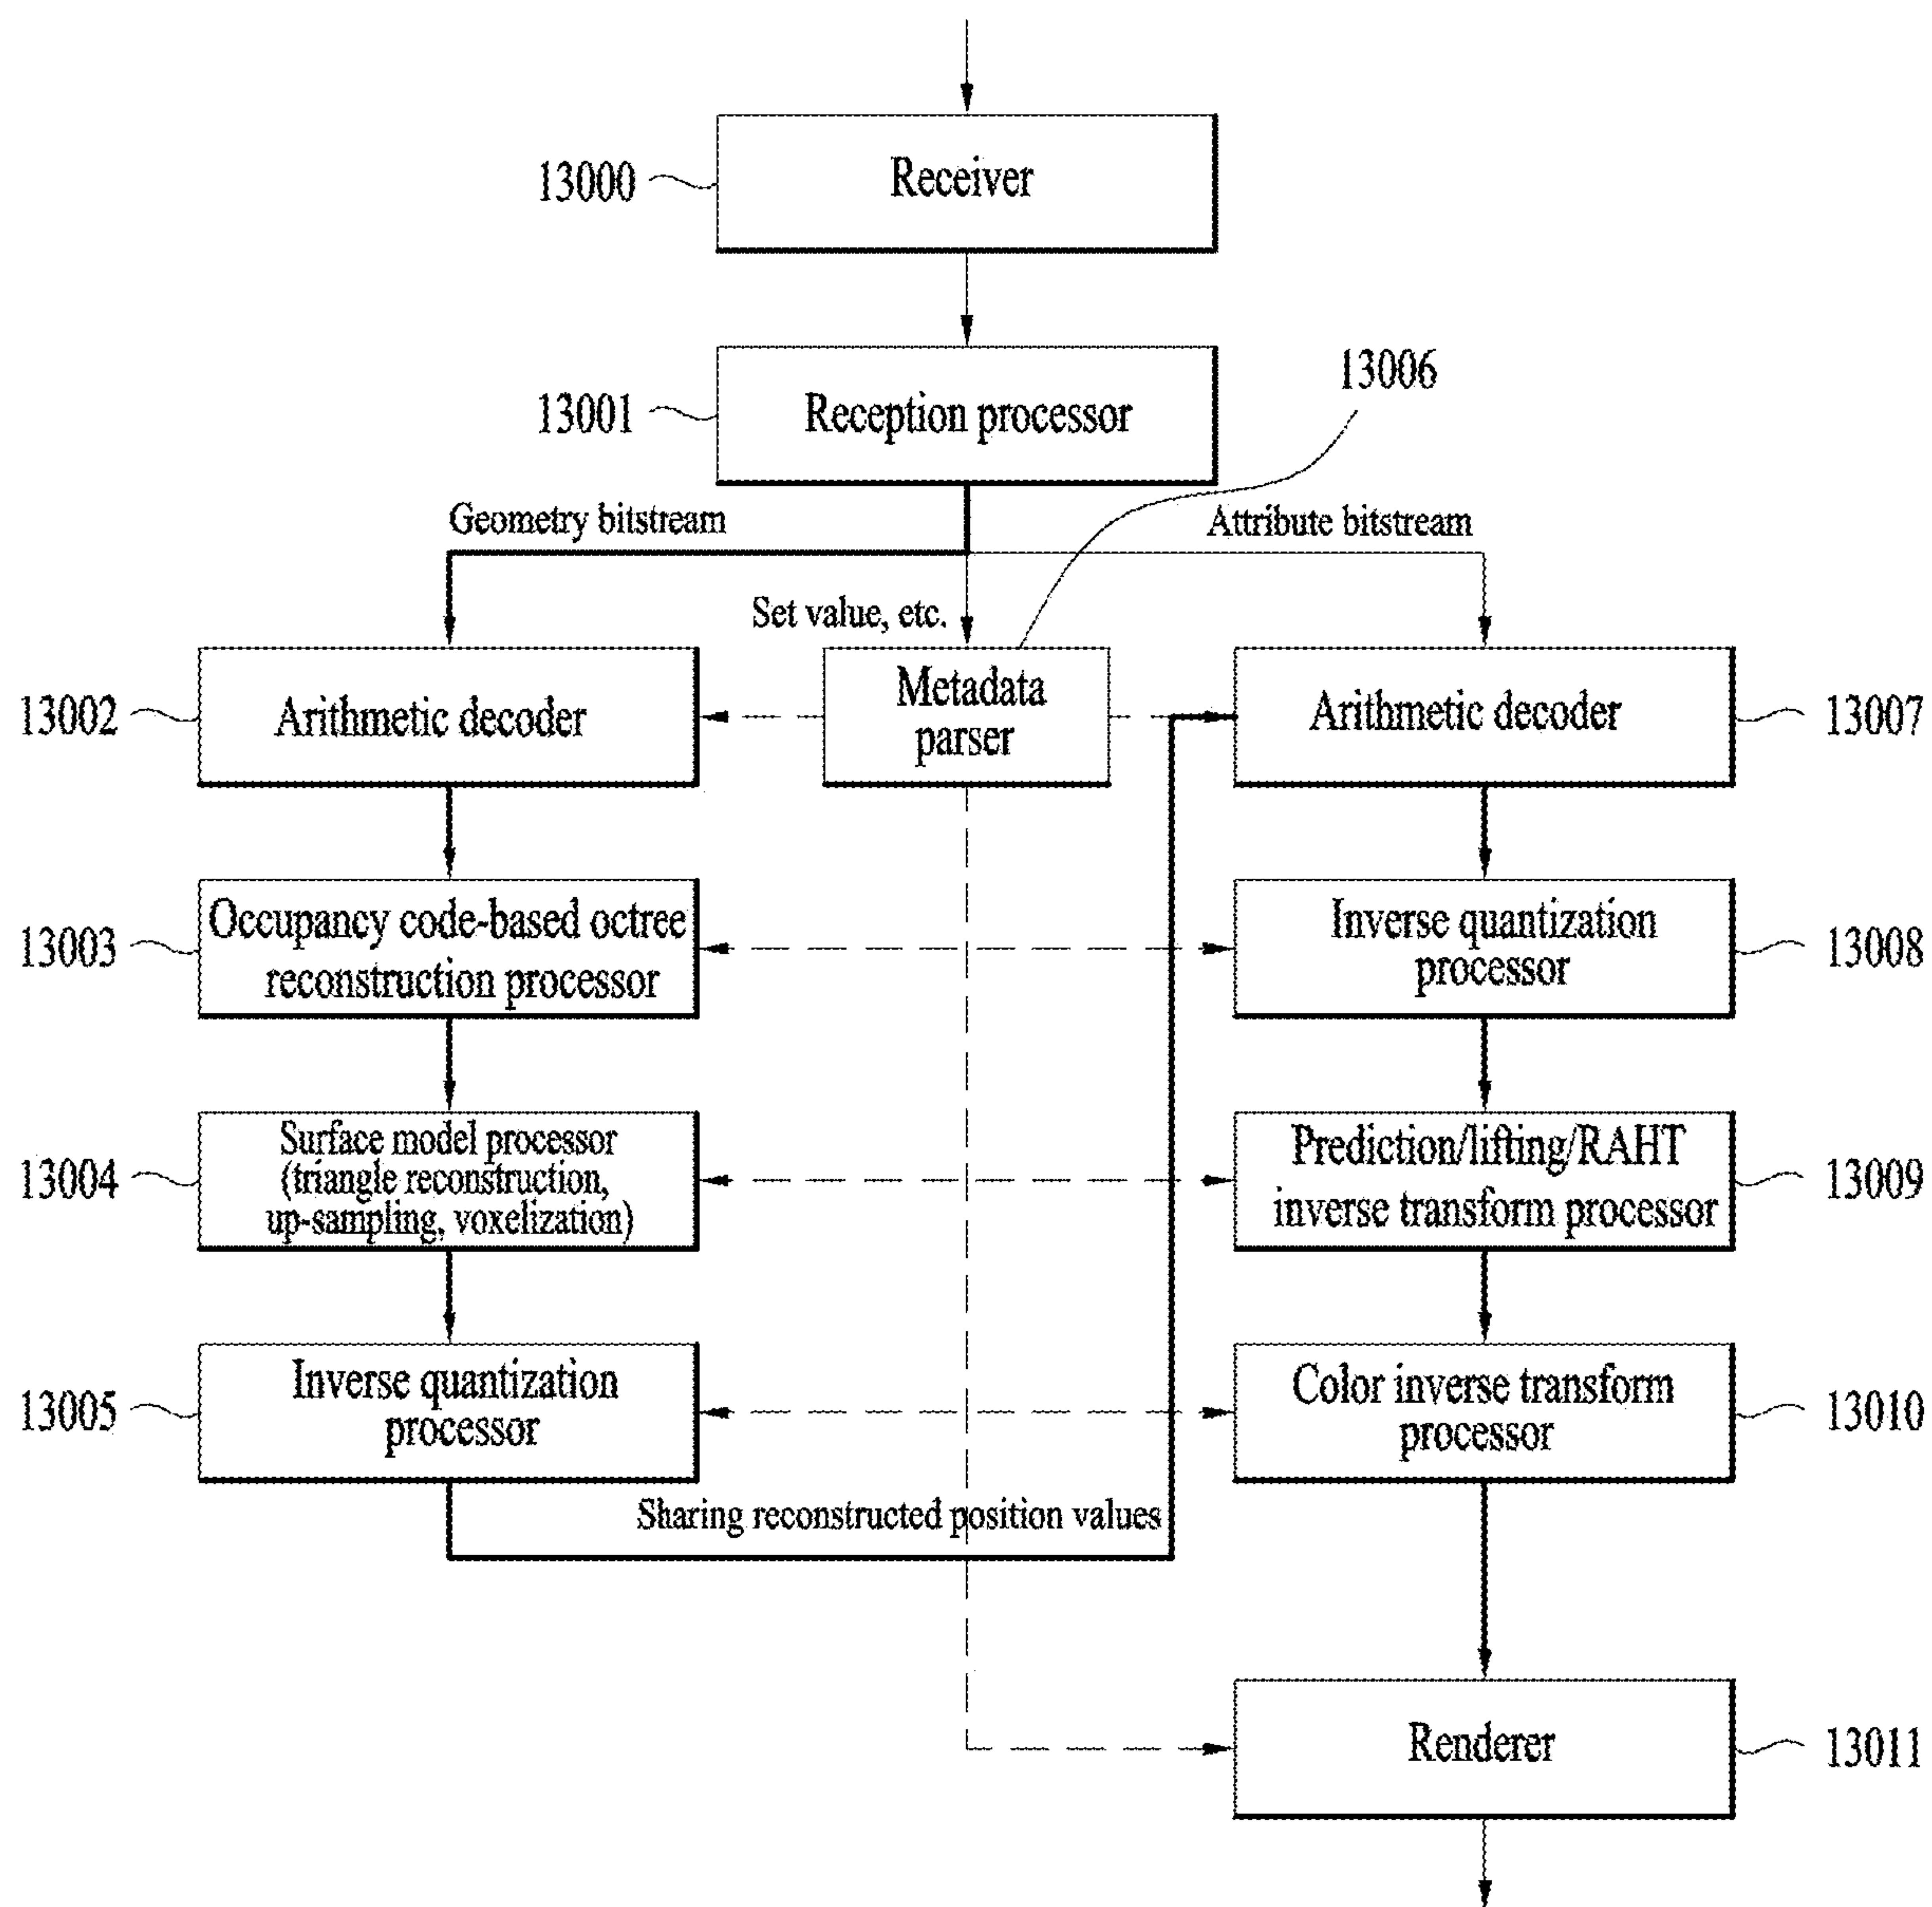 13000
Receiver
13001
Reception processor
13006
Geometry bitstream
Attribute bitstream
Set value, etc.
13002
Arithmetic decoder
Metadata
parser
Arithmetic decoder
13007
13003
Occupancy code-based octree
reconstruction processor
Inverse quantization
processor
13008
13004
Surface model processor
(triangle reconstruction,
up-sampling, voxelization)
Prediction/lifting/RAHT
inverse transform processor
13009
13005
Inverse quantization
processor
Color inverse transform
processor
13010
Sharing reconstructed position values
Renderer
13011